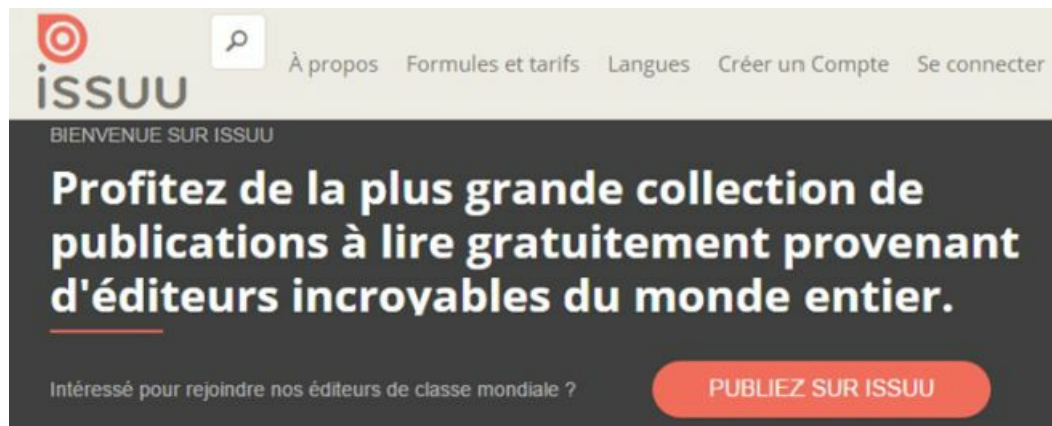 issuu
À propos Formules et tarifs Langues Créer un Compte Se connecter
BIENVENUE SUR ISSUU
Profitez de la plus grande collection de
publications à lire gratuitement provenant
d'éditeurs incroyables du monde entier.
Intéressé pour rejoindre nos éditeurs de classe mondiale ?
PUBLIEZ SUR ISSUU